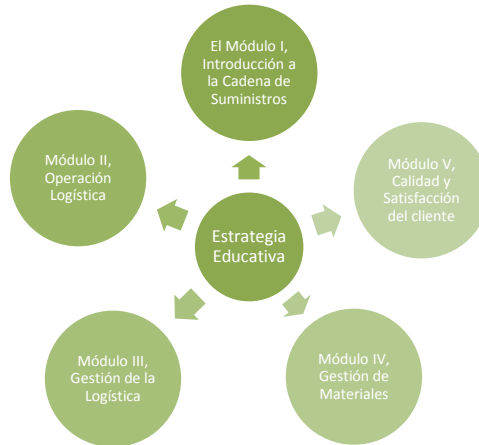 El Módulo I,
Introducción a
la Cadena de
Suministros
Módulo II,
Operación
Logística
Módulo V,
Calidad y
Satisfacción
del cliente
Estrategia
Educativa
Módulo III,
Gestión de la
Logística
Módulo IV,
Gestión de
Materiales